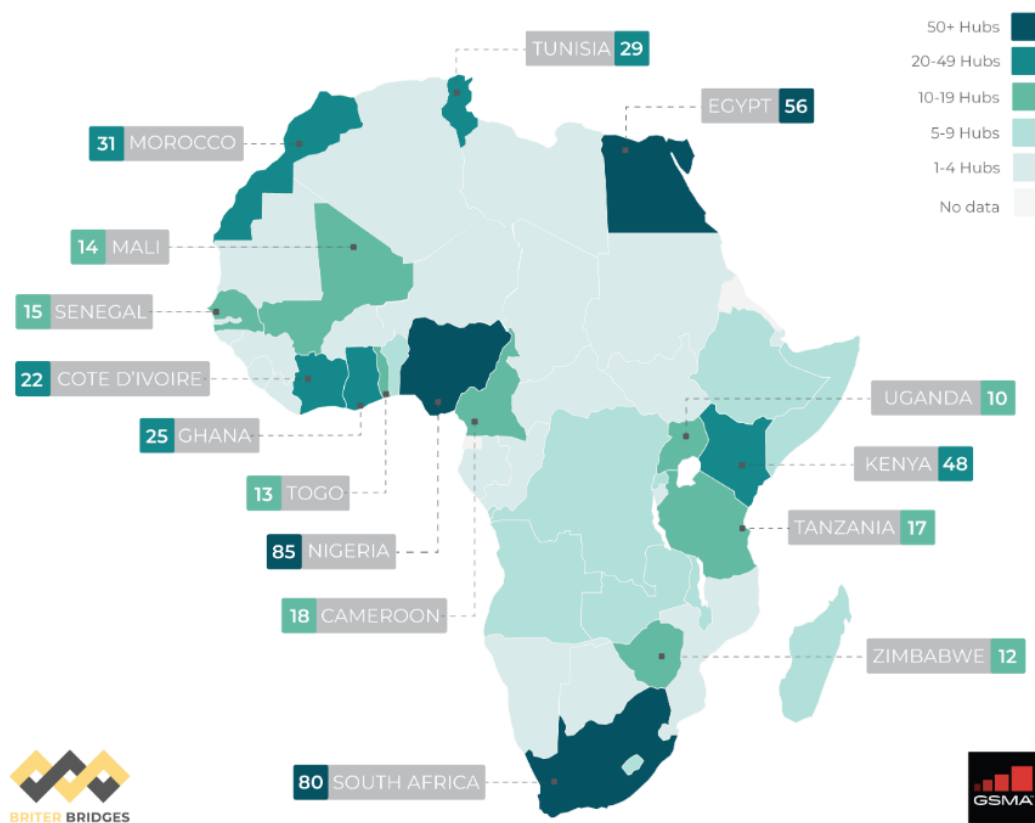 50+ Hubs
20-49 Hubs
10-19 Hubs
5-9 Hubs
1-4 Hubs
No data
TUNISIA 29
EGYPT 56
31 MOROCCO
14 MALI
15 SENEGAL
22 COTE D'IVOIRE
25 GHANA
13 TOGO
85 NIGERIA
18 CAMEROON
UGANDA 10
KENYA 48
TANZANIA 17
ZIMBABWE 12
80 SOUTH AFRICA
BRITER BRIDGES
GSMA